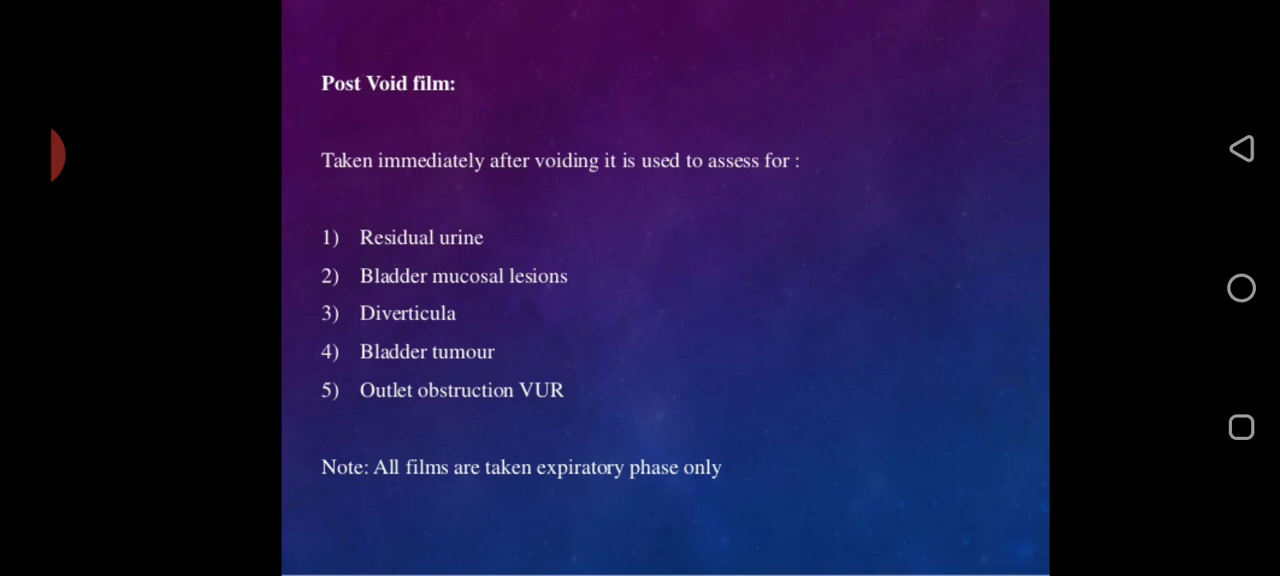 Post Void film:
Taken immediately after voiding it is used to assess for :
1) Residual urine
2) Bladder mucosal lesions
3) Diverticula
4) Bladder tumour
5) Outlet obstruction VUR
Note: All films are taken expiratory phase only